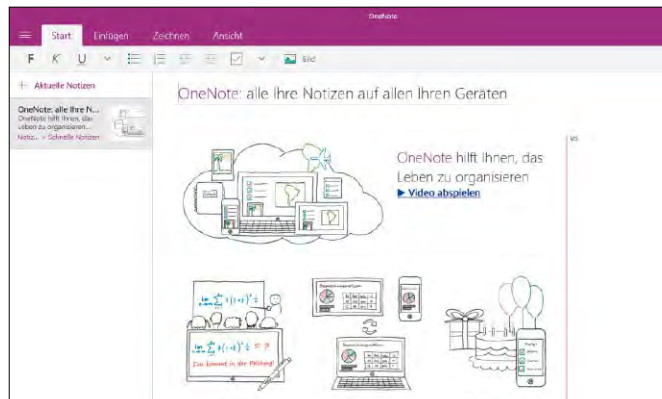 OneNote
Start Einfügen Zeichnen Ansicht
F K U Bild
+ Aktuelle Notizen
OneNote: alle Ihre N...
OneNote hilft Ihnen, das
Leben zu organisieren...
Notiz... > Schnelle Notizen
OneNote: alle Ihre Notizen auf allen Ihren Geräten
OneNote hilft Ihnen, das
Leben zu organisieren
▶ Video abspielen
Das kommt in der Prüfung!